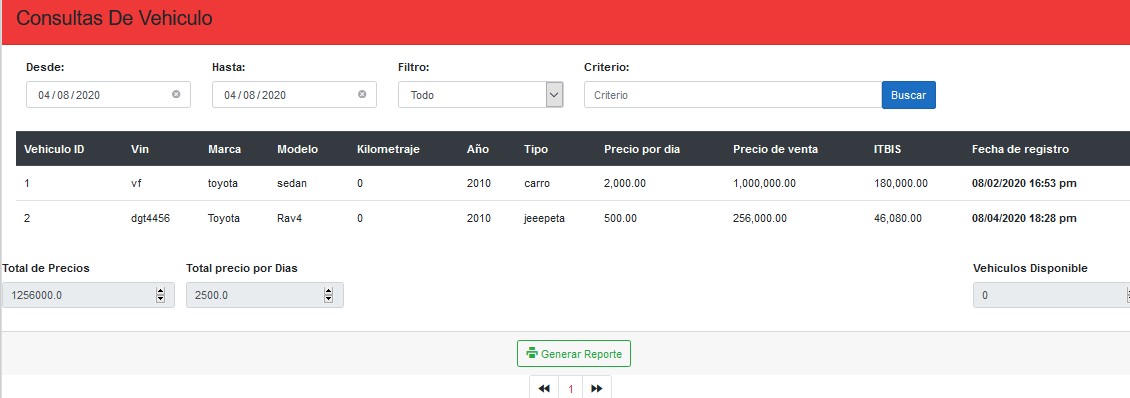 Consultas De Vehiculo
Desde: Hasta: Filtro: Criterio:
04 / 08 / 2020 04 / 08 / 2020 Todo Criterio Buscar
Vehiculo ID Vin Marca Modelo Kilometraje Año Tipo Precio por dia Precio de venta ITBIS Fecha de registro
1 vf toyota sedan 0 2010 carro 2,000.00 1,000,000.00 180,000.00 08/02/2020 16:53 pm
2 dgt4456 Toyota Rav4 0 2010 jeeepeta 500.00 256,000.00 46,080.00 08/04/2020 18:28 pm
Total de Precios Total precio por Dias Vehiculos Disponible
1256000.0 2500.0 0
Generar Reporte
1